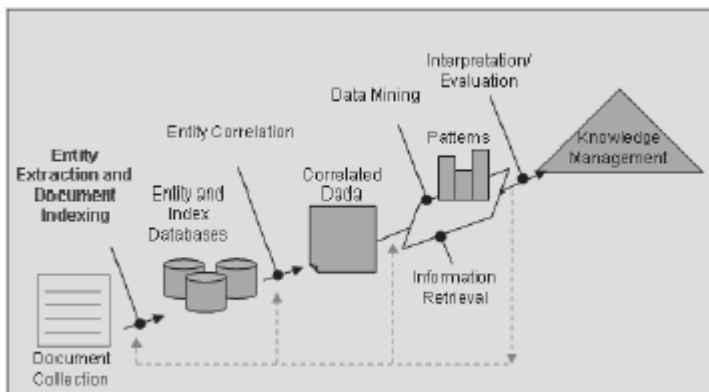 Entity
Extraction and
Document
Indexing
Document
Collection
Entity and
Index
Databases
Entity Correlation
Correlated
Dada
Data Mining
Patterns
Information
Retrieval
Interpretation/
Evaluation
Knowledge
Management